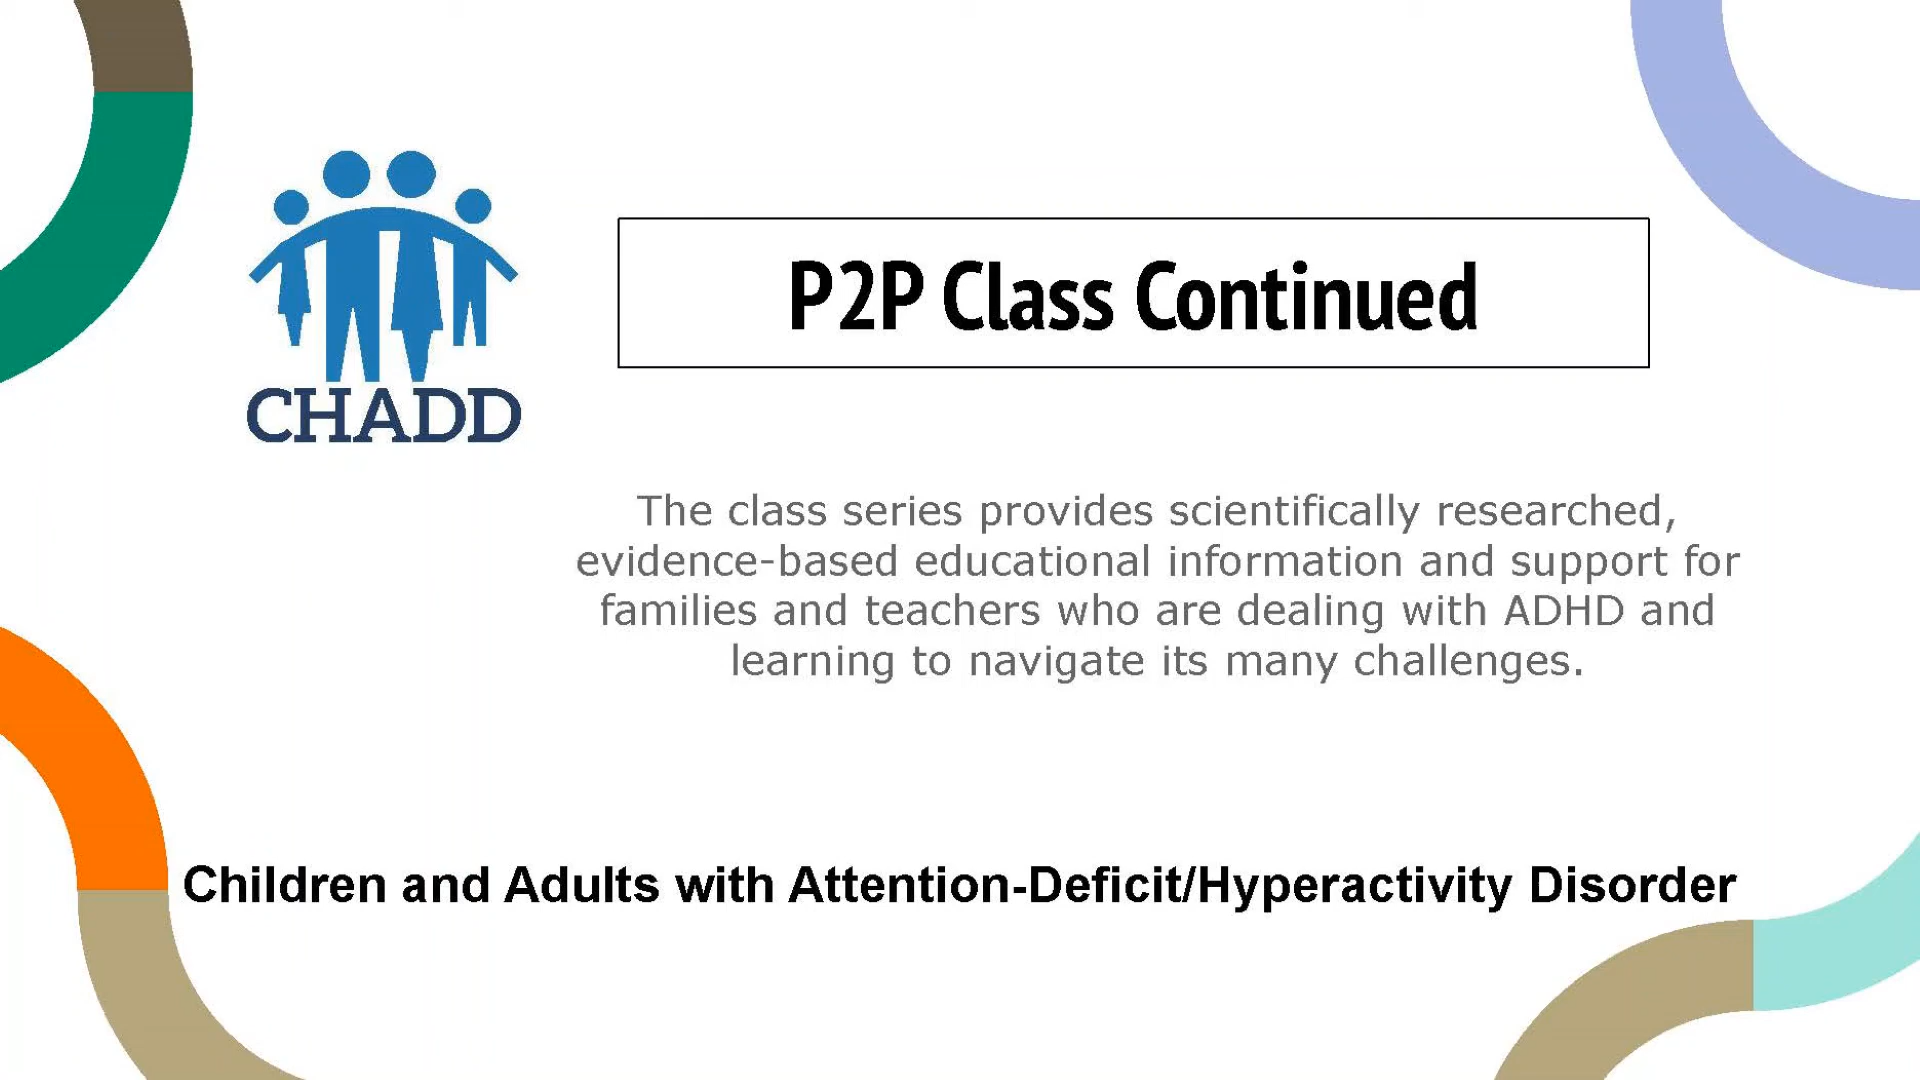 CHADD
P2P Class Continued
The class series provides scientifically researched,
evidence-based educational information and support for
families and teachers who are dealing with ADHD and
learning to navigate its many challenges.
Children and Adults with Attention-Deficit/Hyperactivity Disorder